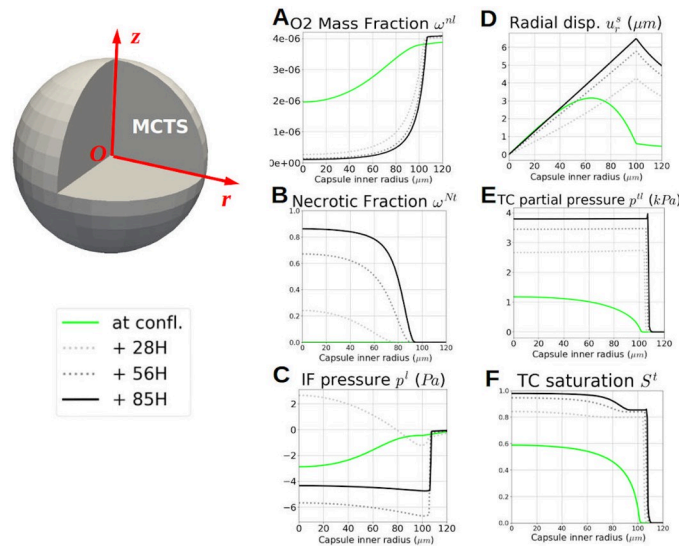 z
MCTS
O
r
at confl.
+ 28H
+ 56H
+ 85H
A
O2 Mass Fraction ω^nl
4e-06
3e-06
2e-06
1e-06
0e+00
0 20 40 60 80 100 120
Capsule inner radius (μm)
B
Necrotic Fraction ω^Nt
1.0
0.8
0.6
0.4
0.2
0.0
0 20 40 60 80 100 120
Capsule inner radius (μm)
C
IF pressure p^l (Pa)
2
0
−2
−4
−6
0 20 40 60 80 100 120
Capsule inner radius (μm)
D
Radial disp. u_r^s (μm)
6
5
4
3
2
1
0
0 20 40 60 80 100 120
Capsule inner radius (μm)
E
TC partial pressure p^tl (kPa)
4
3
2
1
0
0 20 40 60 80 100 120
Capsule inner radius (μm)
F
TC saturation S^t
1.0
0.8
0.6
0.4
0.2
0.0
0 20 40 60 80 100 120
Capsule inner radius (μm)